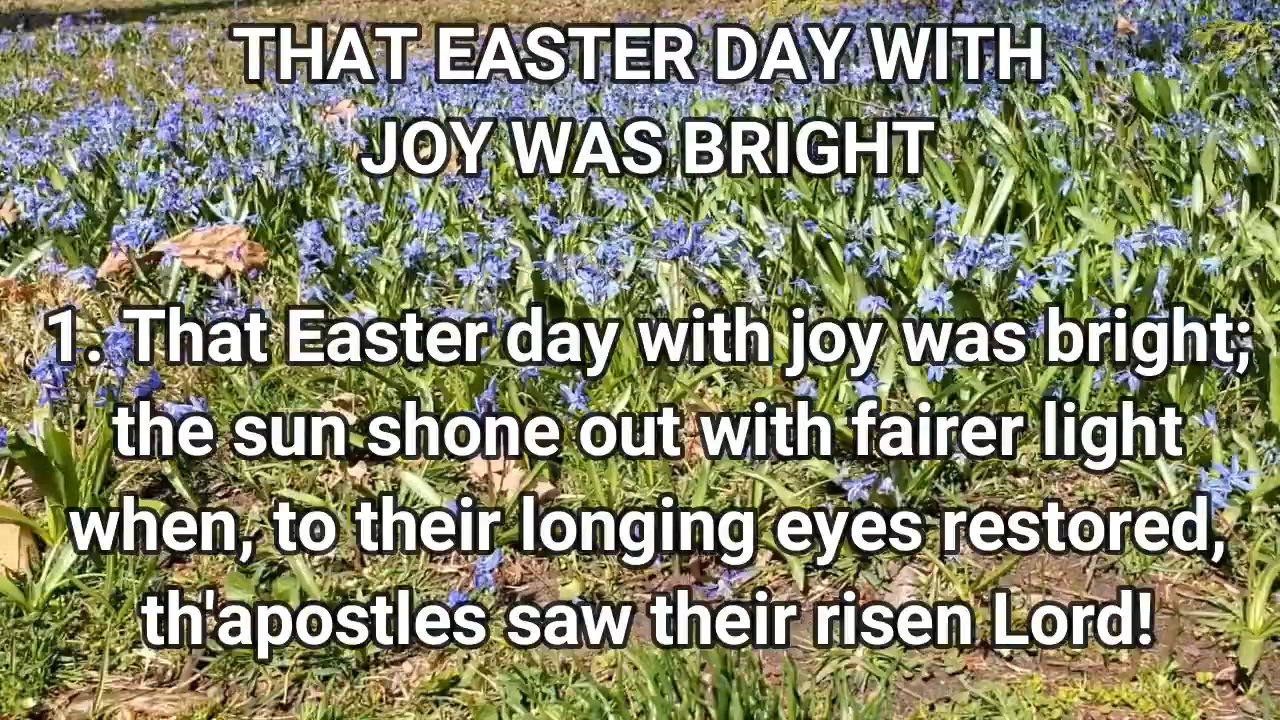 THAT EASTER DAY WITH
JOY WAS BRIGHT
1. That Easter day with joy was bright;
the sun shone out with fairer light
when, to their longing eyes restored,
th'apostles saw their risen Lord!